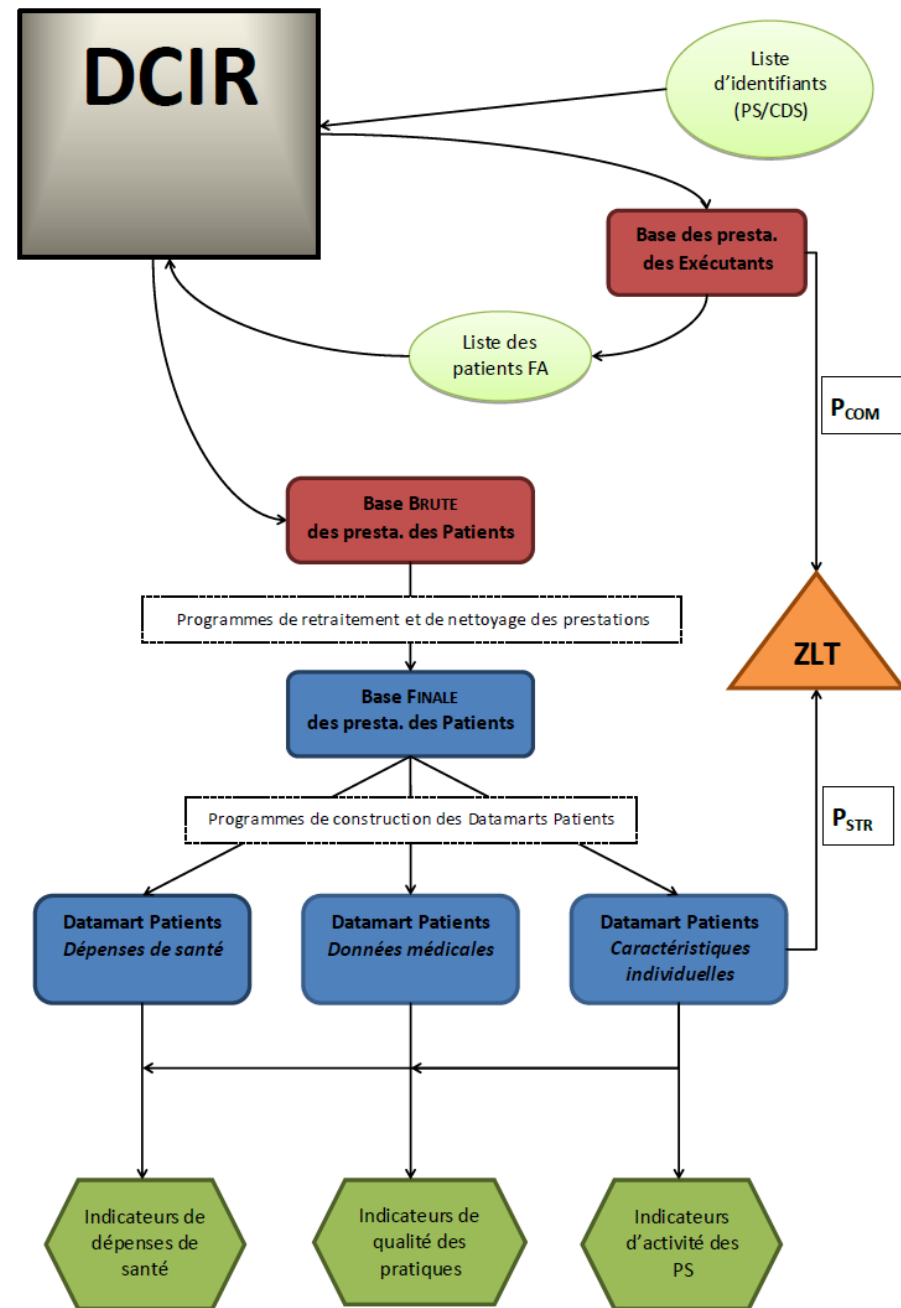 DCIR
Liste
d’identifiants
(PS/CDS)
Base des presta.
des Exécutants
Liste des
patients FA
PCOM
Base BRUTE
des presta. des Patients
Programmes de retraitement et de nettoyage des prestations
ZLT
Base FINALE
des presta. des Patients
Programmes de construction des Datamarts Patients
PSTR
Datamart Patients
Dépenses de santé
Datamart Patients
Données médicales
Datamart Patients
Caractéristiques
individuelles
Indicateurs de
dépenses de
santé
Indicateurs de
qualité des
pratiques
Indicateurs
d’activité des
PS